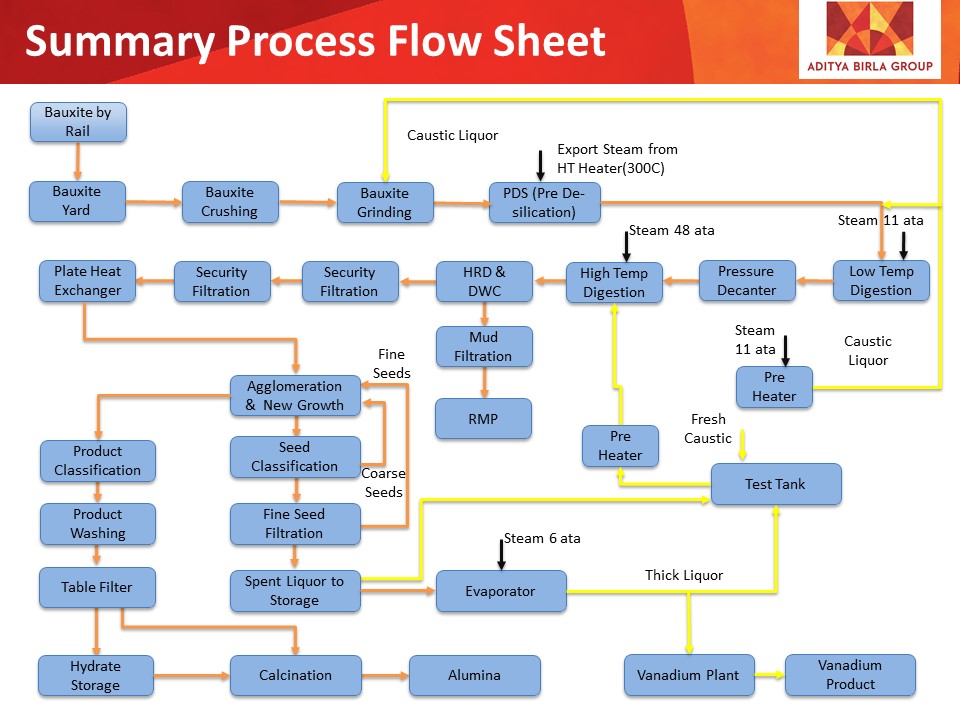 Summary Process Flow Sheet
ADITYA BIRLA GROUP
Bauxite by
Rail
Caustic Liquor
Export Steam from
HT Heater(300C)
Bauxite
Yard
Bauxite
Crushing
Bauxite
Grinding
PDS (Pre De-
silication)
Steam 11 ata
Steam 48 ata
Plate Heat
Exchanger
Security
Filtration
Security
Filtration
HRD &
DWC
High Temp
Digestion
Pressure
Decanter
Low Temp
Digestion
Mud
Filtration
Steam
11 ata
Caustic
Liquor
Fine
Seeds
Pre
Heater
Agglomeration
& New Growth
RMP
Fresh
Caustic
Pre
Heater
Product
Classification
Seed
Classification
Coarse
Seeds
Test Tank
Product
Washing
Fine Seed
Filtration
Steam 6 ata
Table Filter
Spent Liquor to
Storage
Evaporator
Thick Liquor
Hydrate
Storage
Calcination
Alumina
Vanadium Plant
Vanadium
Product